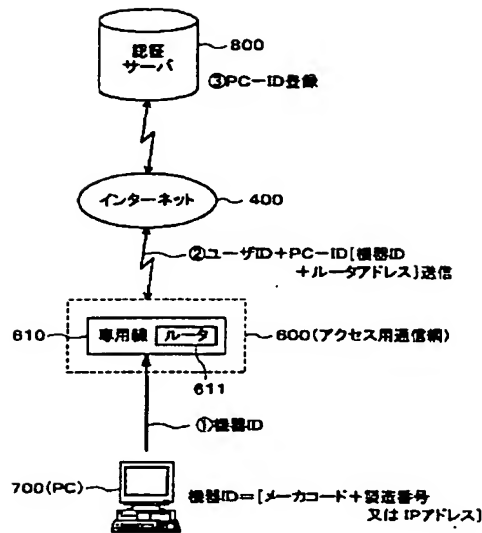 認証
サーバ
800
③PC－ID登録
インターネット
400
②ユーザID＋PC－ID[機器ID
＋ルータアドレス]送信
610
専用線
ルータ
611
600(アクセス用通信網)
①機器ID
700(PC)
機器ID＝[メーカコード＋製造番号
又は IPアドレス]